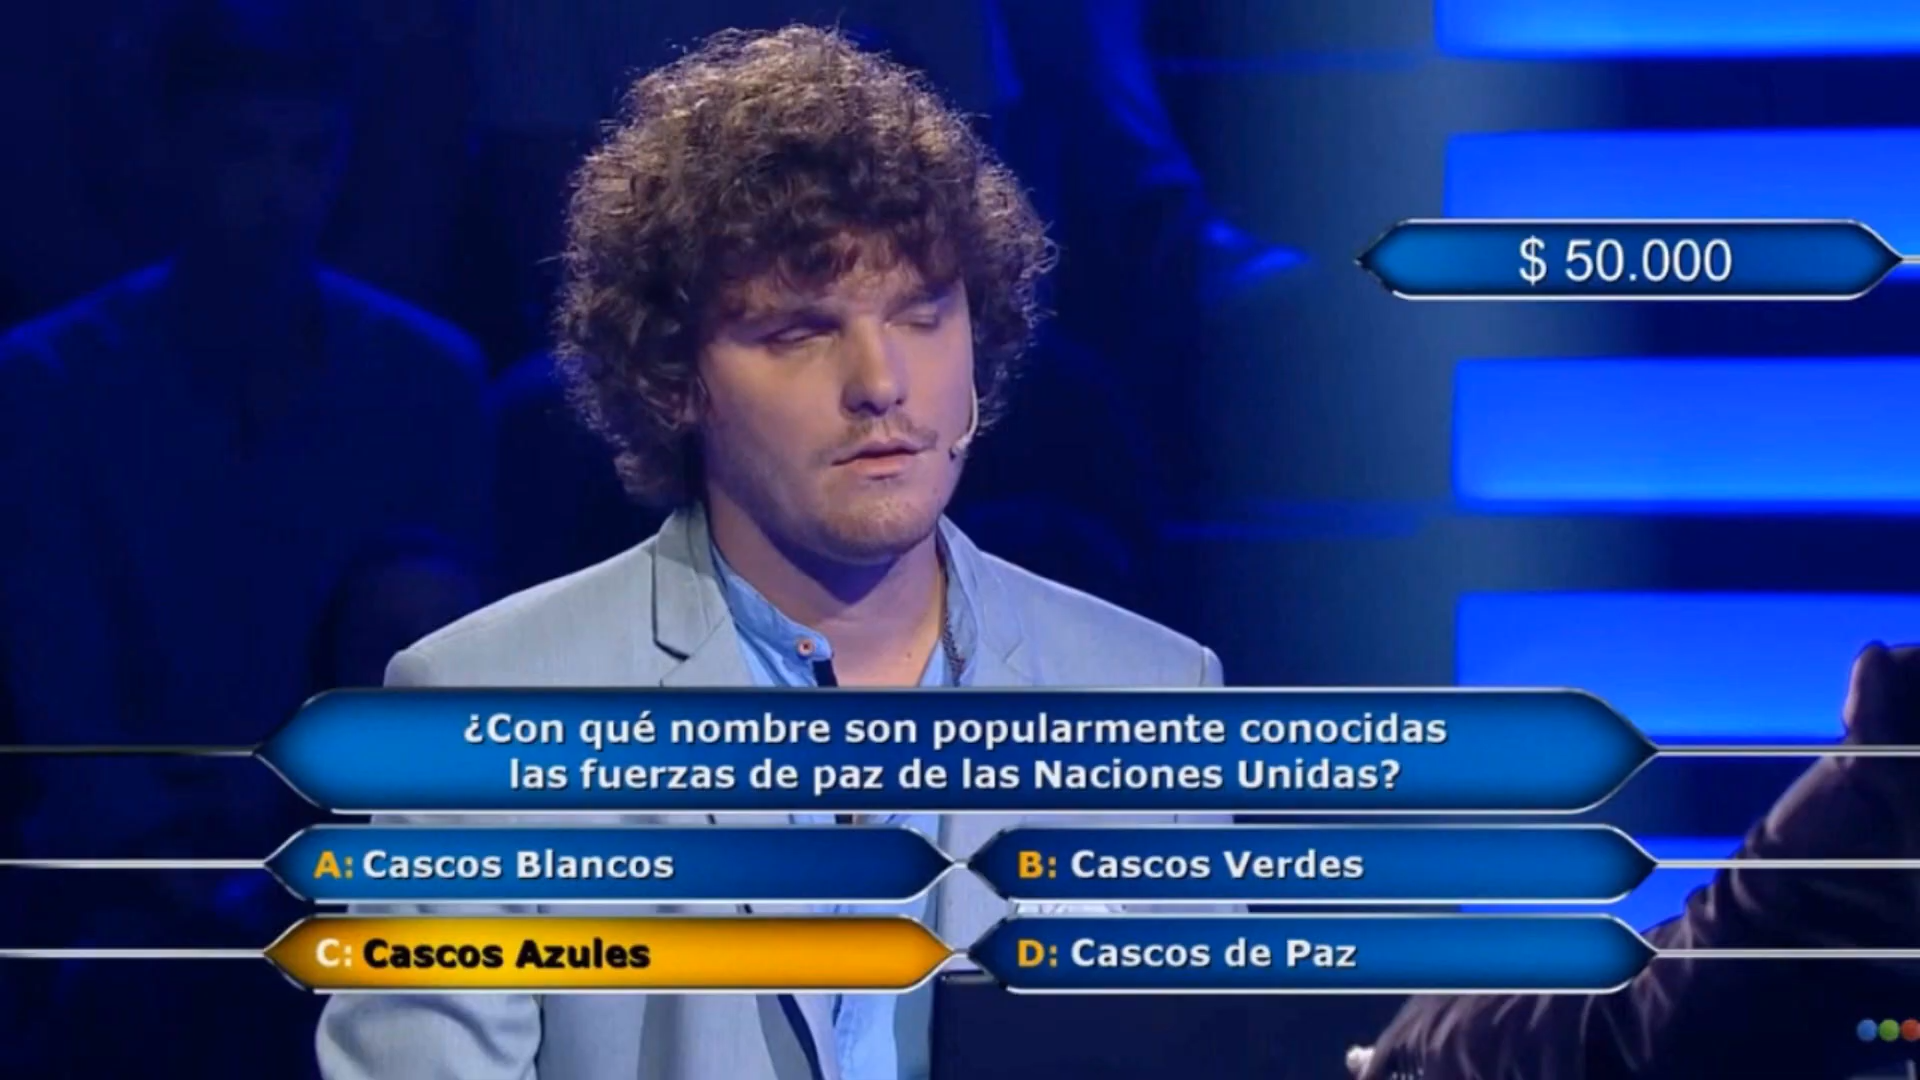 $ 50.000
¿Con qué nombre son popularmente conocidas
las fuerzas de paz de las Naciones Unidas?
A: Cascos Blancos
B: Cascos Verdes
C: Cascos Azules
D: Cascos de Paz